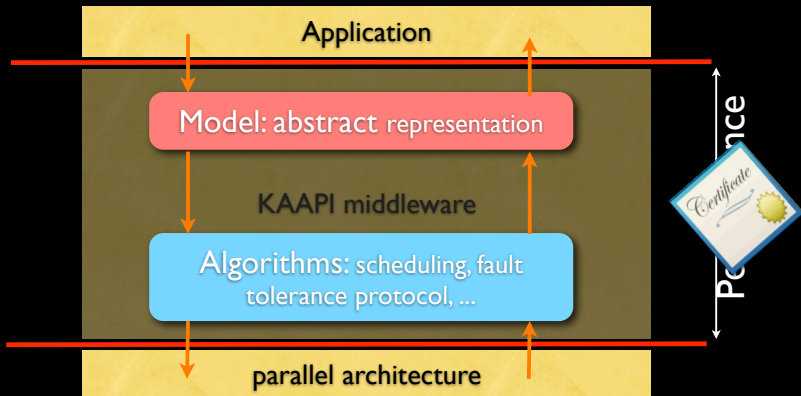 Application
Model: abstract representation
KAAPI middleware
Algorithms: scheduling, fault
tolerance protocol, ...
parallel architecture
Certificate